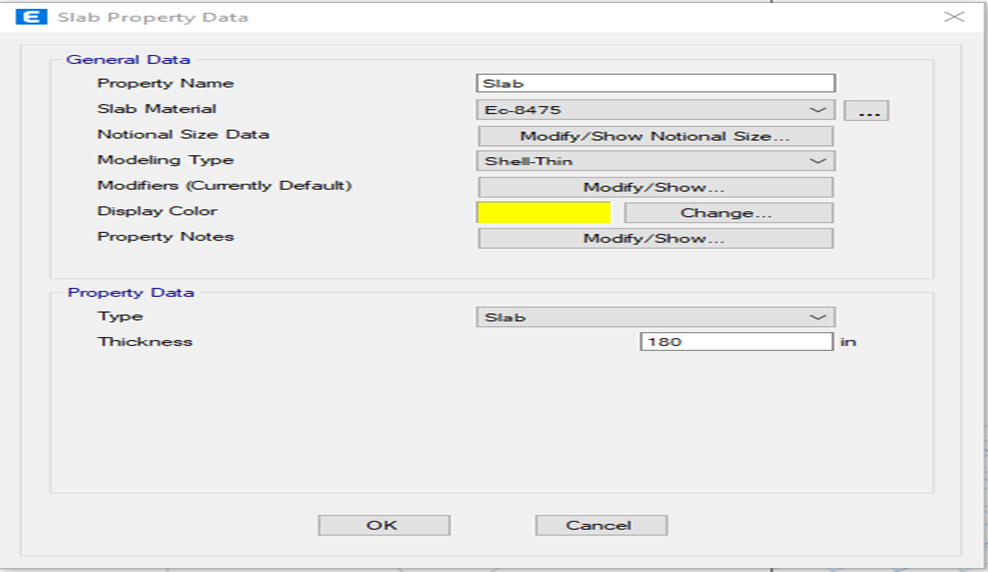 E Slab Property Data
General Data
Property Name Slab
Slab Material Ec-8475 ...
Notional Size Data Modify/Show Notional Size...
Modeling Type Shell-Thin
Modifiers (Currently Default) Modify/Show...
Display Color Change...
Property Notes Modify/Show...
Property Data
Type Slab
Thickness 180 in
OK Cancel